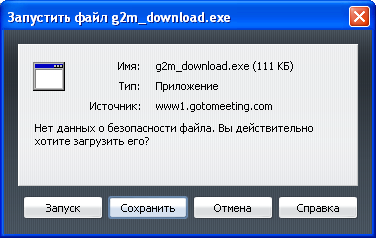 Запустить файл g2m_download.exe
Имя: g2m_download.exe (111 КБ)
Тип: Приложение
Источник: www1.gotomeeting.com
Нет данных о безопасности файла. Вы действительно
хотите загрузить его?
Запуск Сохранить Отмена Справка